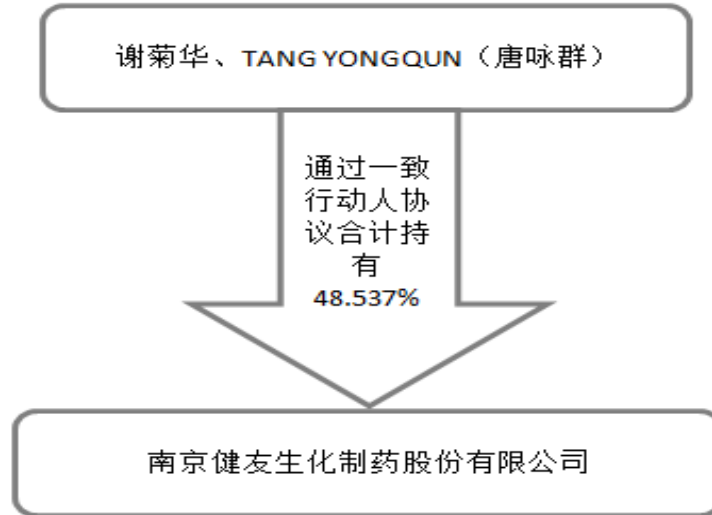 谢菊华、TANG YONGQUN（唐咏群）
通过一致
行动人协
议合计持
有
48.537%
南京健友生化制药股份有限公司